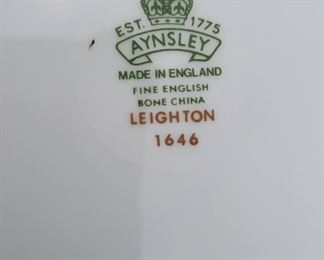 EST. 1775
AYNSLEY
MADE IN ENGLAND
FINE ENGLISH
BONE CHINA
LEIGHTON
1646